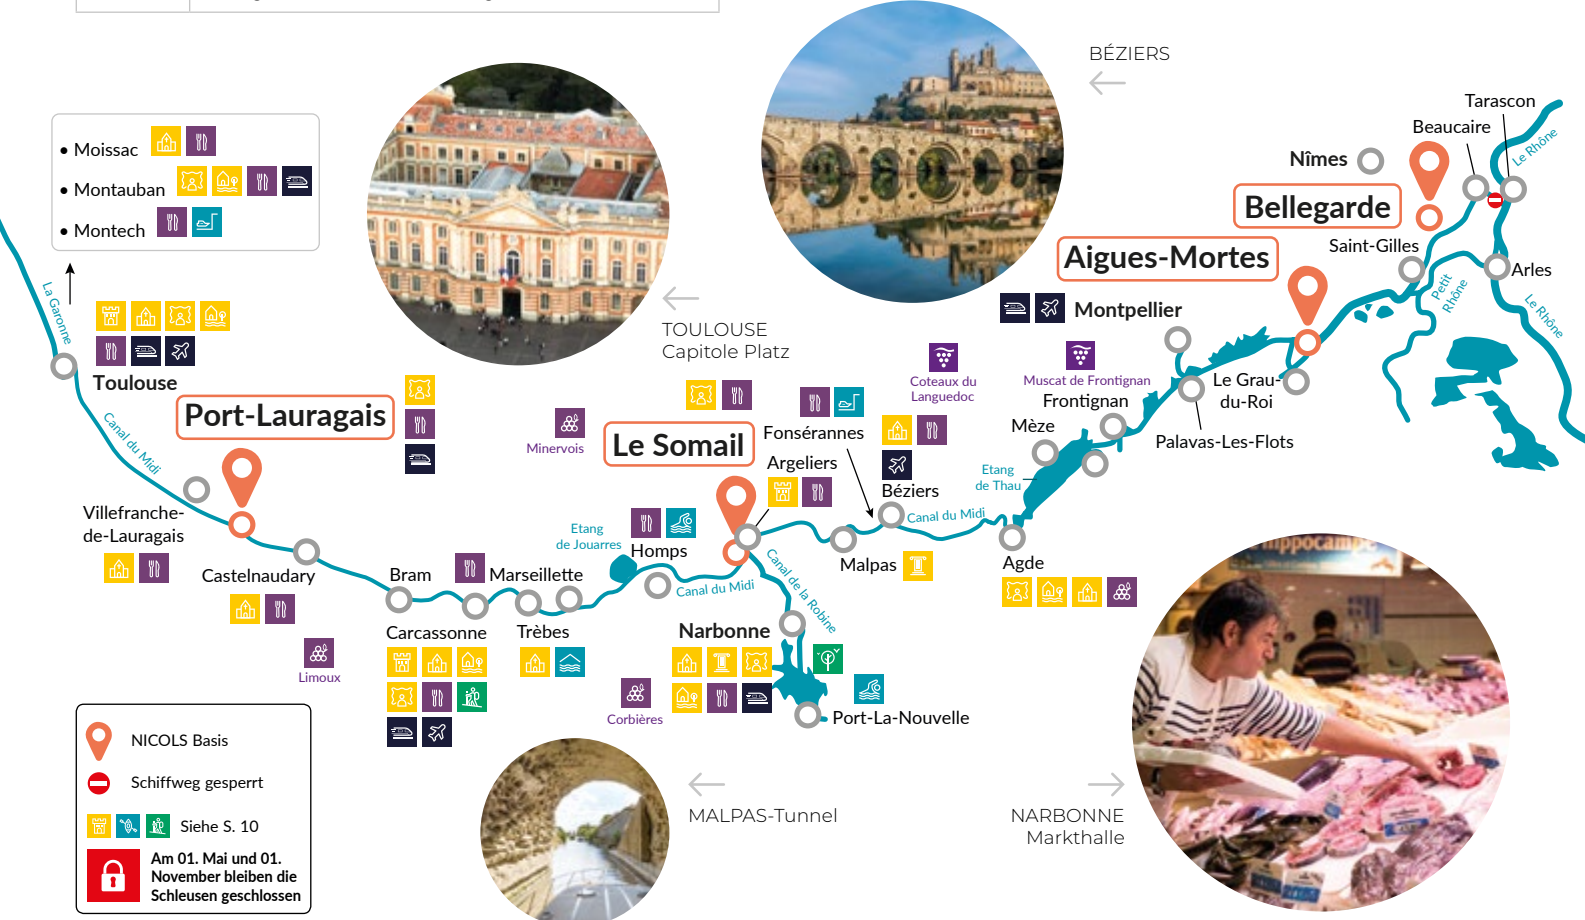 BÉZIERS
Tarascon
Beaucaire
Le Rhône
Nîmes
Bellegarde
• Moissac
• Montauban
• Montech
Saint-Gilles
Aigues-Mortes
Arles
Petit
Rhône
Le Rhône
La Garonne
Montpellier
TOULOUSE
Capitole Platz
Toulouse
Port-Lauragais
Canal du Midi
Coteaux du
Languedoc
Muscat de Frontignan
Frontignan
Le Grau-
du-Roi
Palavas-Les-Flots
Mèze
Minervois
Le Somail
Fonsérannes
Argeliers
Etang
de Thau
Béziers
Canal du Midi
Villefranche-
de-Lauragais
Etang
de Jouarres
Homps
Malpas
Agde
Castelnaudary
Bram
Marseillette
Canal du Midi
Canal de la Robine
Carcassonne
Trèbes
Narbonne
Limoux
Corbières
Port-La-Nouvelle
NICOLS Basis
Schiffweg gesperrt
Siehe S. 10
Am 01. Mai und 01.
November bleiben die
Schleusen geschlossen
MALPAS-Tunnel
NARBONNE
Markthalle